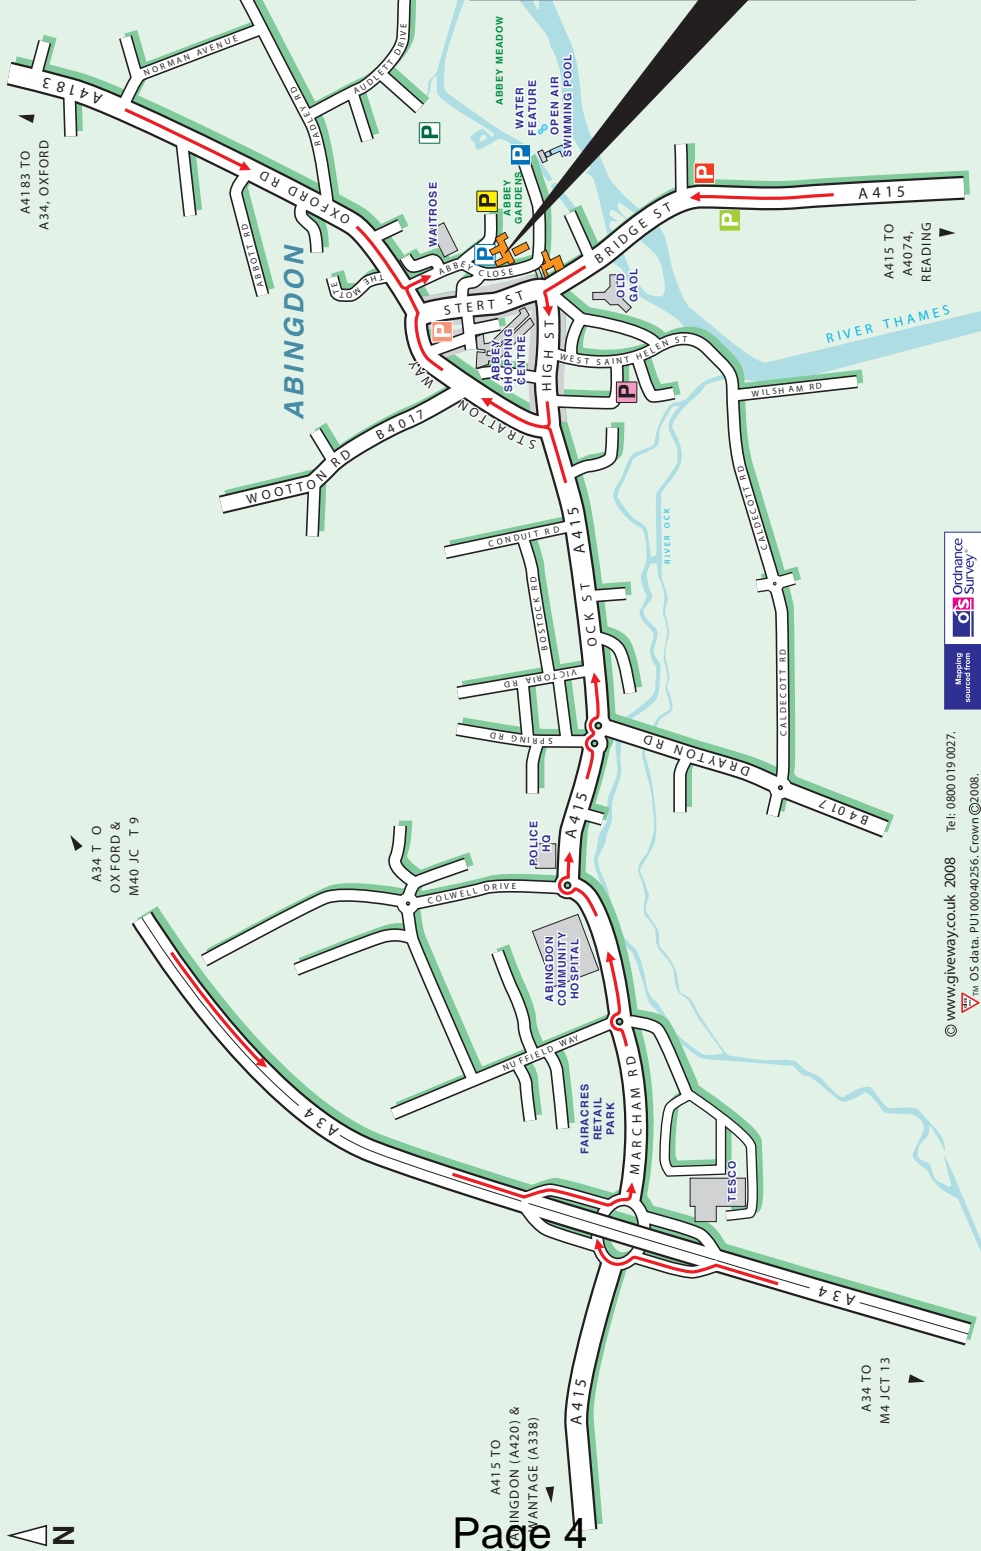 A4183 TO
A34, OXFORD
A4183
NORMAN AVENUE
RADLEY RD
AUDLETT DRIVE
OXFORD RD
ABBOTT RD
ABINGDON
THE MOTTE
WAITROSE
ABBEY CLOSE
ABBEY MEADOW
WATER
FEATURE
OPEN AIR
SWIMMING POOL
ABBEY
GARDENS
P
P
P
P
P
P
P
P
STERT ST
BRIDGE ST
A415
A415 TO
A4074,
READING
OLD
GAOL
ABBEY
SHOPPING
CENTRE
HIGH ST
WEST SAINT HELEN ST
STRATTON WAY
B4017
WOOTTON RD
RIVER THAMES
WILSHAM RD
CALDECOTT RD
RIVER OCK
CONDUIT RD
A415
OCK ST
BOSTOCK RD
VICTORIA RD
SPRING RD
DRAYTON RD
CALDECOTT RD
B4017
A415
POLICE
HQ
COLWELL DRIVE
ABINGDON
COMMUNITY
HOSPITAL
NUFFIELD WAY
FAIRACRES
RETAIL
PARK
MARCHAM RD
TESCO
A34 T O
OXFORD &
M40 JC T 9
A34
A34
A34 TO
M4 JCT 13
A415
A415 TO
ABINGDON (A420) &
WANTAGE (A338)
N
Mapping
sourced from
OS Ordnance
Survey®
© www.giveway.co.uk 2008 Tel: 0800 019 0027.
TM OS data. PU100040256. Crown©2008.
Page 4